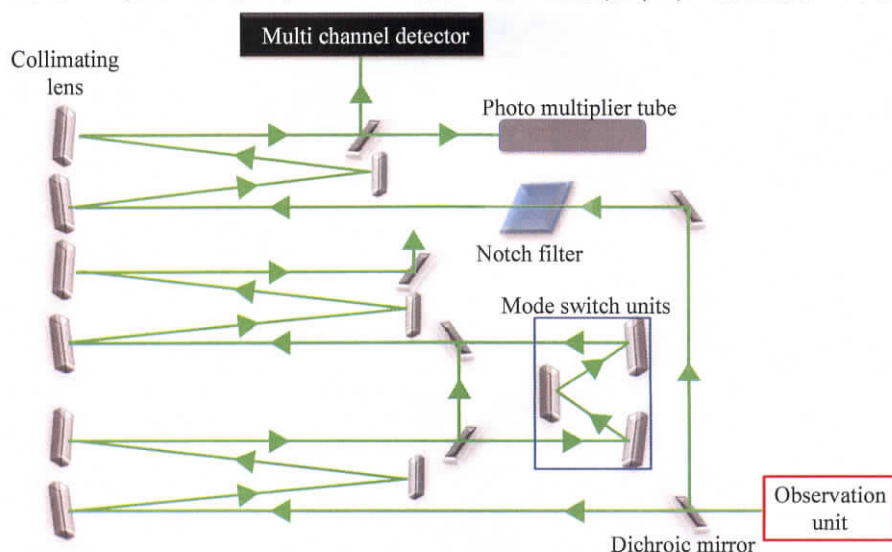 Multi channel detector
Collimating
lens
Photo multiplier tube
Notch filter
Mode switch units
Observation
unit
Dichroic mirror